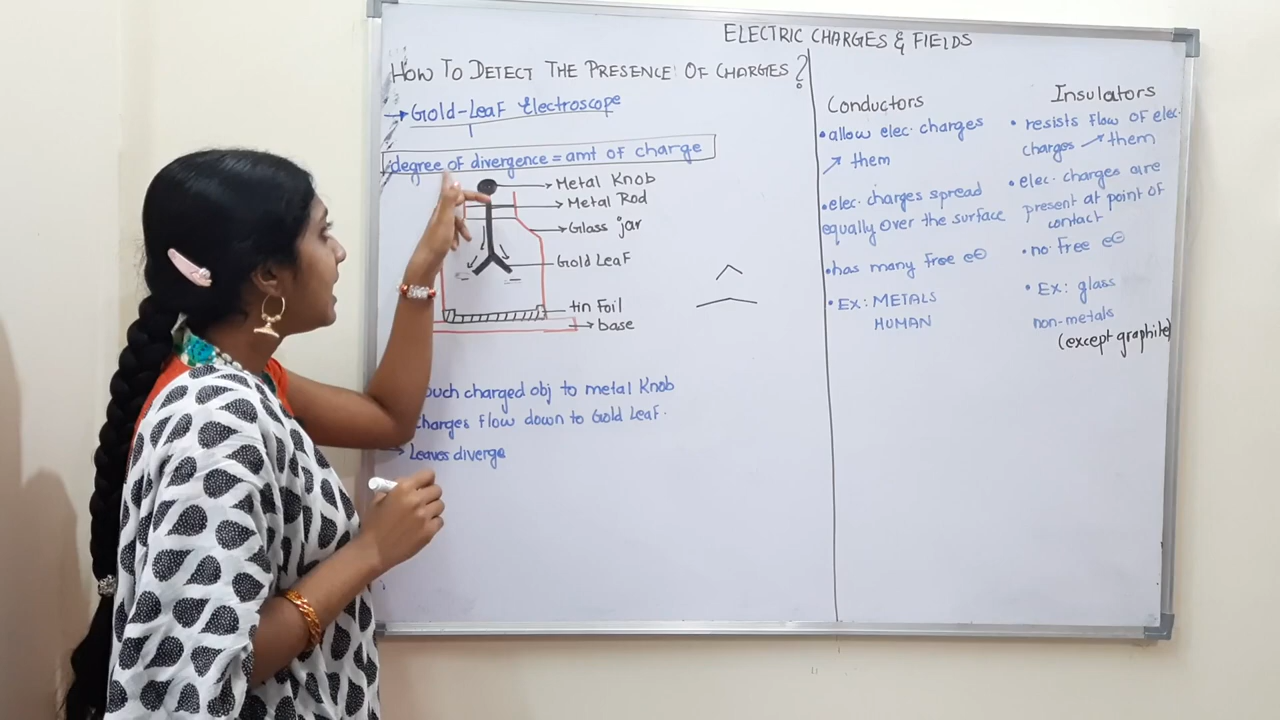 ELECTRIC CHARGES & FIELDS
HOW TO DETECT THE PRESENCE OF CHARGES?
→ Gold-Leaf Electroscope
degree of divergence = amt of charge
→ Metal Knob
→ Metal Rod
→ Glass jar
Gold Leaf
tin foil
→ base
ouch charged obj to metal Knob
charges flow down to Gold Leaf.
→ Leaves diverge
Conductors
• allow elec. charges
↗ them
• elec. charges spread
equally over the surface
• has many free e⊖
• Ex: METALS
HUMAN
Insulators
• resists flow of elec.
charges ↗ them
• elec. charges are
present at point of
contact
• no free e⊖
• Ex: glass
non-metals
(except graphite)